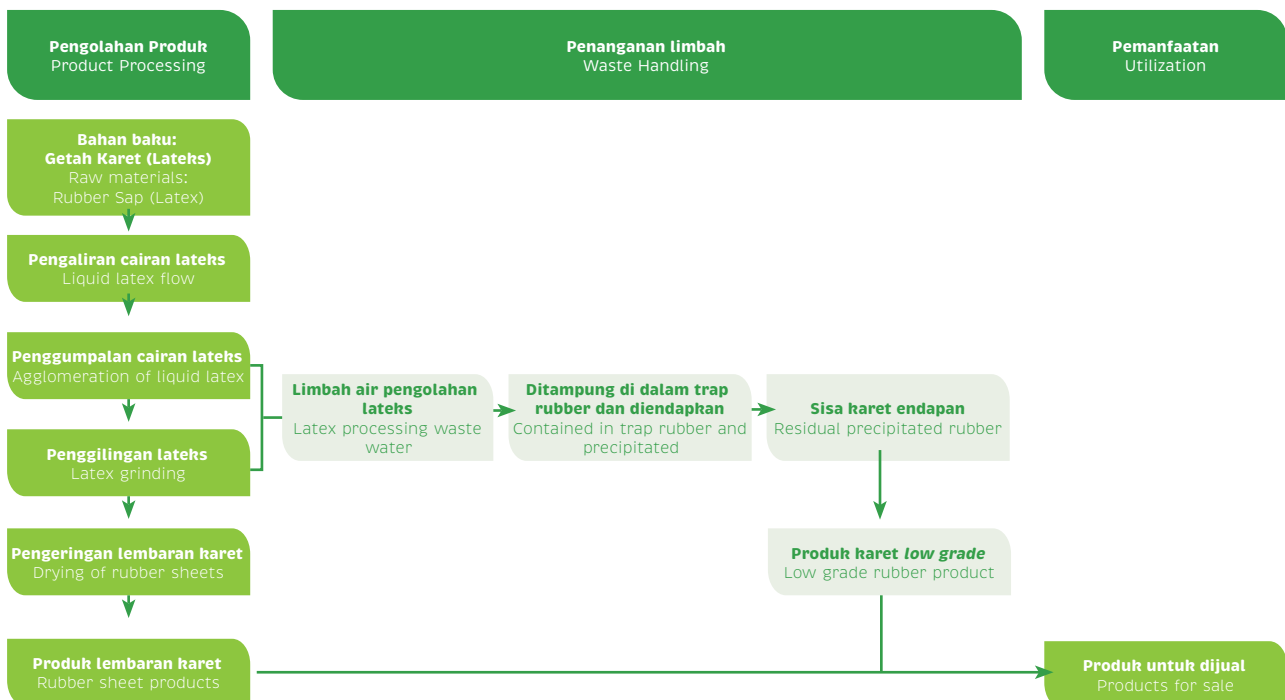 Pengolahan Produk
Product Processing
Penanganan limbah
Waste Handling
Pemanfaatan
Utilization
Bahan baku:
Getah Karet (Lateks)
Raw materials:
Rubber Sap (Latex)
Pengaliran cairan lateks
Liquid latex flow
Penggumpalan cairan lateks
Agglomeration of liquid latex
Penggilingan lateks
Latex grinding
Pengeringan lembaran karet
Drying of rubber sheets
Produk lembaran karet
Rubber sheet products
Limbah air pengolahan
lateks
Latex processing waste
water
Ditampung di dalam trap
rubber dan diendapkan
Contained in trap rubber and
precipitated
Sisa karet endapan
Residual precipitated rubber
Produk karet low grade
Low grade rubber product
Produk untuk dijual
Products for sale